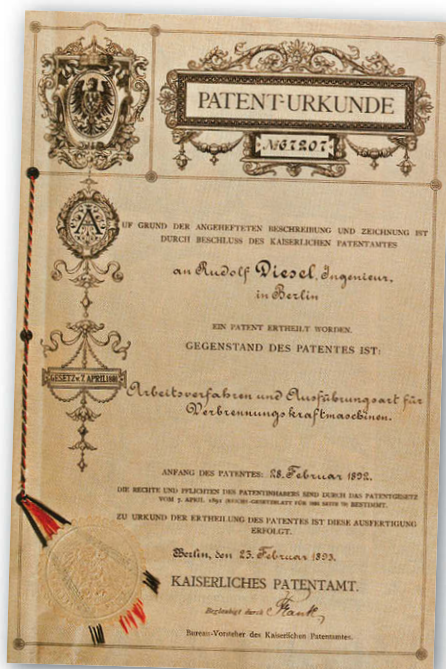 PATENT-URKUNDE
№ 67207
AUF GRUND DER ANGEHEFTETEN BESCHREIBUNG UND ZEICHNUNG IST
DURCH BESCHLUSS DES KAISERLICHEN PATENTAMTES
an Rudolf Diesel, Ingenieur,
in Berlin
EIN PATENT ERTHEILT WORDEN.
GEGENSTAND DES PATENTES IST:
GESETZ v. 7. APRIL 1891
Arbeitsverfahren und Ausführungsart für
Verbrennungskraftmaschinen.
ANFANG DES PATENTES: 28. Februar 1892.
DIE RECHTE UND PFLICHTEN DES PATENTINHABERS SIND DURCH DAS PATENTGESETZ
VOM 7. APRIL 1891 (REICHS-GESETZBLATT FÜR 1891 SEITE 79) BESTIMMT.
ZU URKUND DER ERTHEILUNG DES PATENTES IST DIESE AUSFERTIGUNG
ERFOLGT.
Berlin, den 23. Februar 1893.
KAISERLICHES PATENTAMT.
Beglaubigt durch
Bureau-Vorsteher des Kaiserlichen Patentamtes.